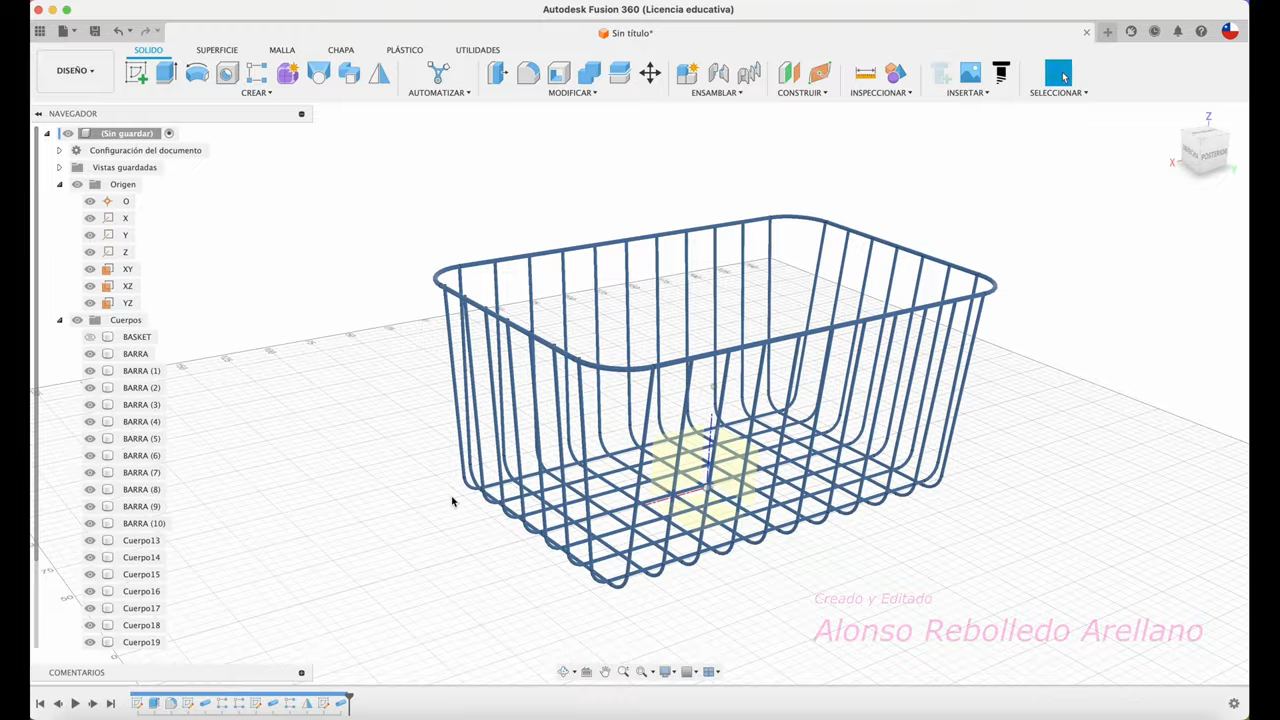 Autodesk Fusion 360 (Licencia educativa)
Sin título*
DISEÑO
SOLIDO
SUPERFICIE
MALLA
CHAPA
PLÁSTICO
UTILIDADES
CREAR
AUTOMATIZAR
MODIFICAR
ENSAMBLAR
CONSTRUIR
INSPECCIONAR
INSERTAR
SELECCIONAR
NAVEGADOR
(Sin guardar)
Configuración del documento
Vistas guardadas
Origen
O
X
Y
Z
XY
XZ
YZ
Cuerpos
BASKET
BARRA
BARRA (1)
BARRA (2)
BARRA (3)
BARRA (4)
BARRA (5)
BARRA (6)
BARRA (7)
BARRA (8)
BARRA (9)
BARRA (10)
Cuerpo13
Cuerpo14
Cuerpo15
Cuerpo16
Cuerpo17
Cuerpo18
Cuerpo19
Z
X
Y
POSTERIOR
Creado y Editado
Alonso Rebolledo Arellano
COMENTARIOS